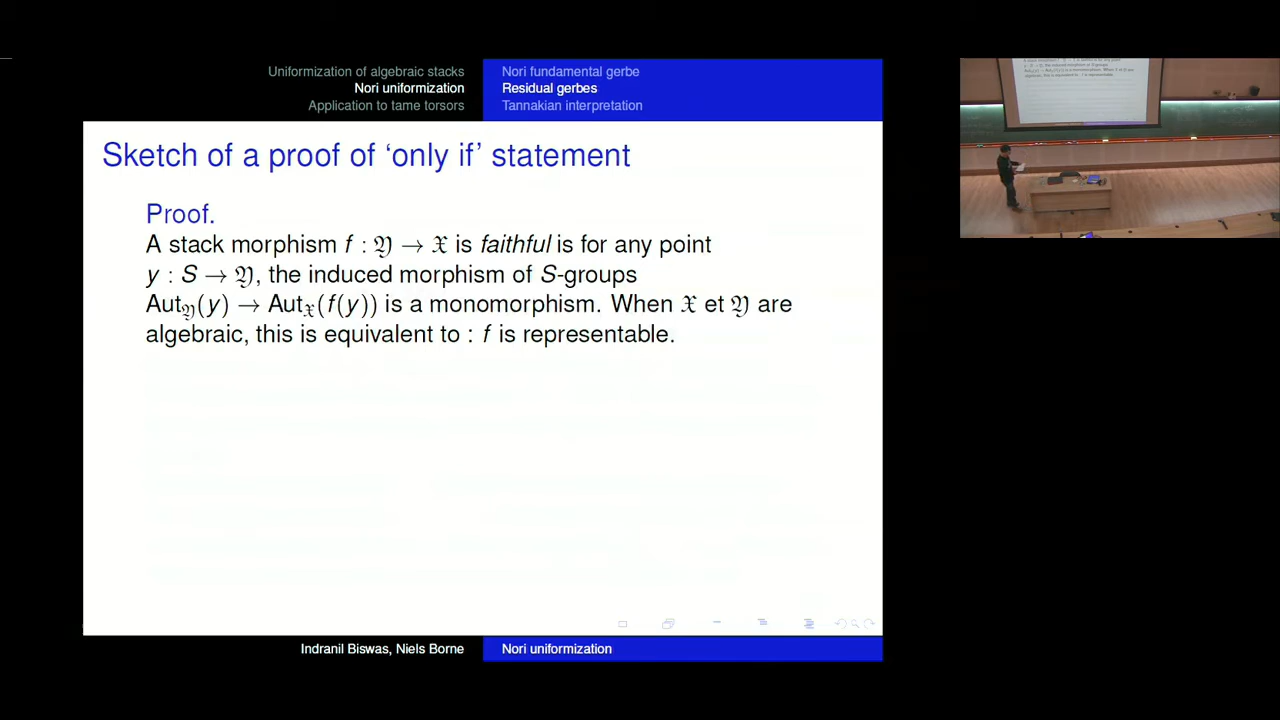 Uniformization of algebraic stacks
Nori uniformization
Application to tame torsors
Nori fundamental gerbe
Residual gerbes
Tannakian interpretation
Sketch of a proof of ‘only if’ statement
Proof.
A stack morphism f : 𝔜 → 𝔛 is faithful is for any point
y : S → 𝔜, the induced morphism of S-groups
Aut𝔜(y) → Aut𝔛(f(y)) is a monomorphism. When 𝔛 et 𝔜 are
algebraic, this is equivalent to : f is representable.
Indranil Biswas, Niels Borne
Nori uniformization